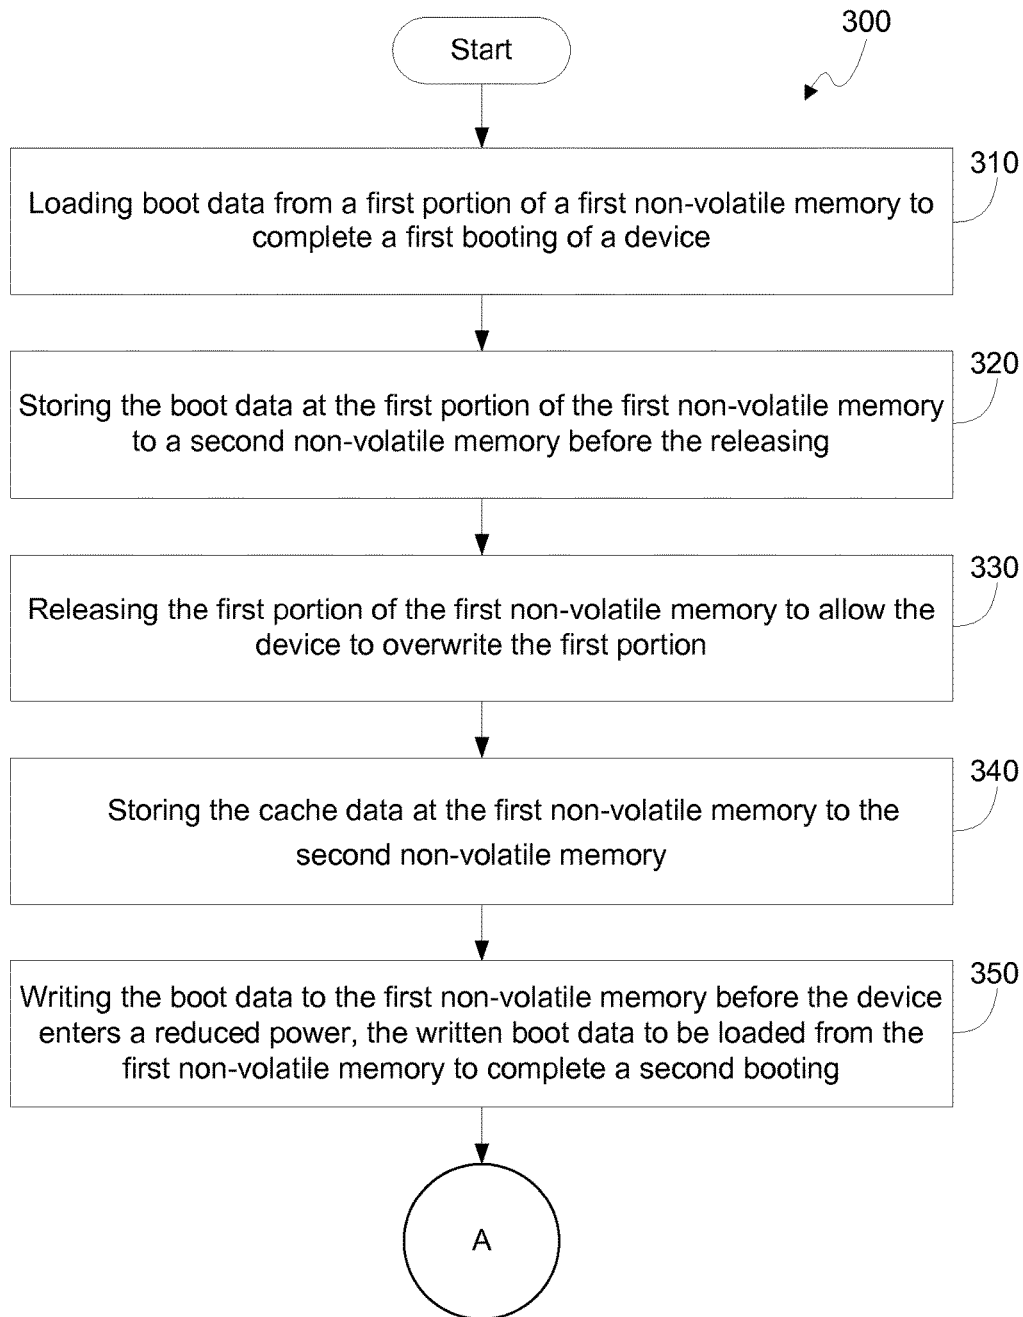 300
Start
310
Loading boot data from a first portion of a first non-volatile memory to
complete a first booting of a device
320
Storing the boot data at the first portion of the first non-volatile memory
to a second non-volatile memory before the releasing
330
Releasing the first portion of the first non-volatile memory to allow the
device to overwrite the first portion
340
Storing the cache data at the first non-volatile memory to the
second non-volatile memory
350
Writing the boot data to the first non-volatile memory before the device
enters a reduced power, the written boot data to be loaded from the
first non-volatile memory to complete a second booting
A